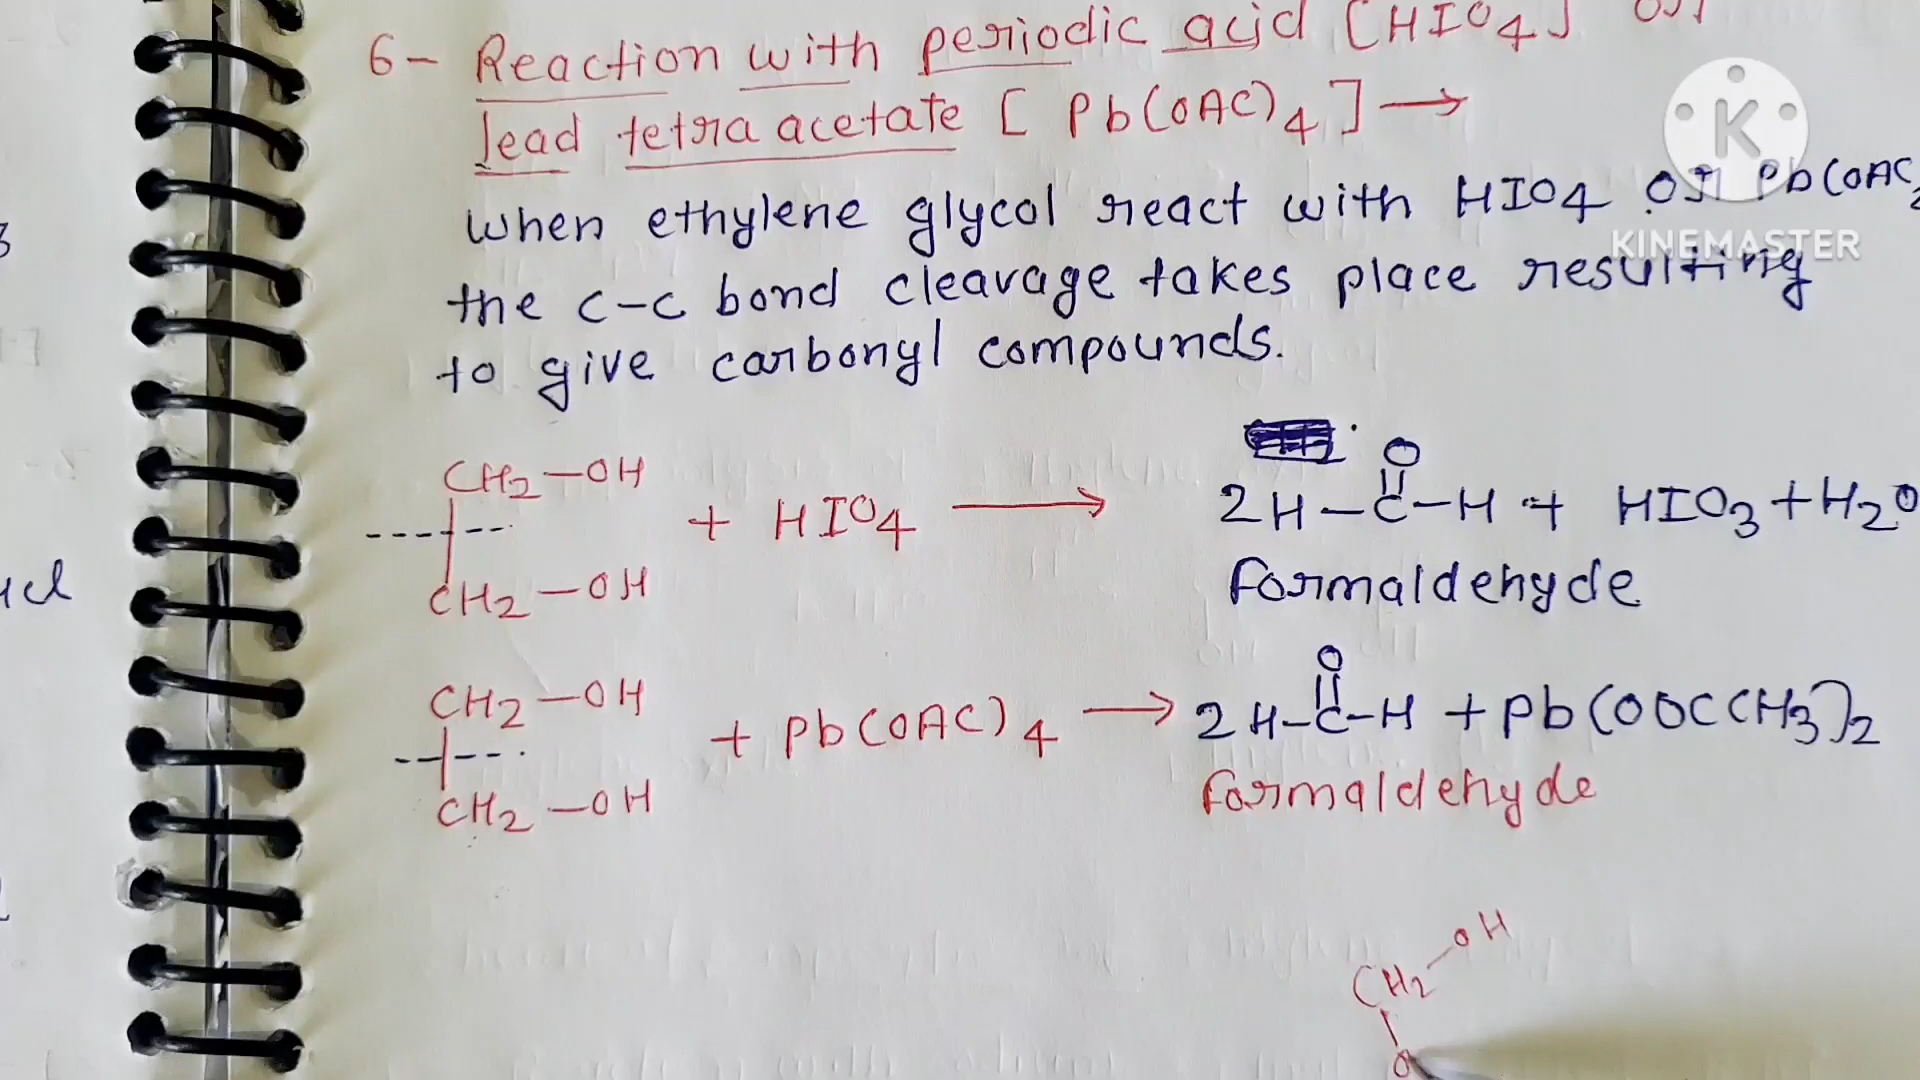 6- Reaction with periodic acid [HIO4] or
lead tetra acetate [Pb(OAC)4] →
when ethylene glycol react with HIO4 or Pb(OAC)
the C-C bond cleavage takes place resulting
to give carbonyl compounds.
CH2-OH
O
+ HIO4 → 2H-C-H + HIO3+H2O
CH2-OH
Formaldehyde
O
CH2-OH
+ Pb(OAC)4 → 2H-C-H + Pb(OOCCH3)2
CH2-OH
Formaldehyde
OH
CH2
K
KINEMASTER